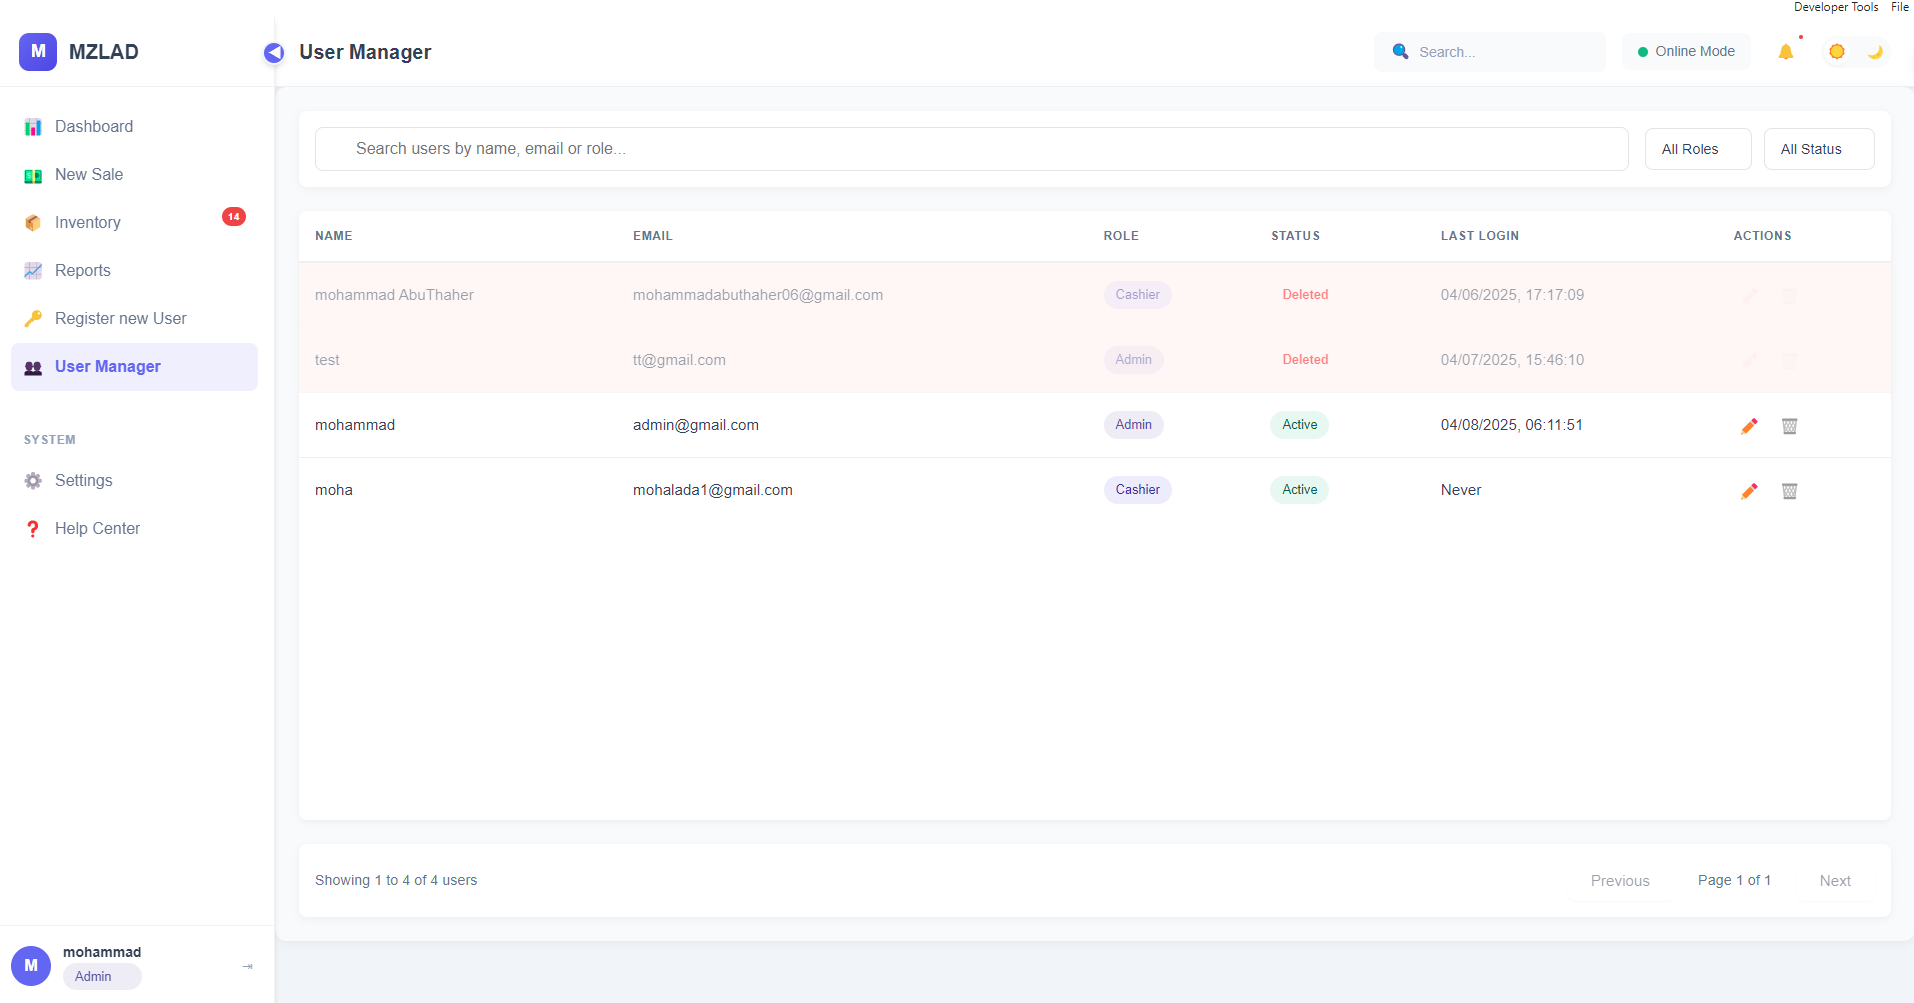 Developer Tools File
M MZLAD
User Manager
Search...
Online Mode
Dashboard
New Sale
Inventory 14
Reports
Register new User
User Manager
SYSTEM
Settings
Help Center
Search users by name, email or role...
All Roles
All Status
NAME EMAIL ROLE STATUS LAST LOGIN ACTIONS
mohammad AbuThaher mohammadabuthaher06@gmail.com Cashier Deleted 04/06/2025, 17:17:09
test tt@gmail.com Admin Deleted 04/07/2025, 15:46:10
mohammad admin@gmail.com Admin Active 04/08/2025, 06:11:51
moha mohalada1@gmail.com Cashier Active Never
Showing 1 to 4 of 4 users
Previous Page 1 of 1 Next
M mohammad
Admin